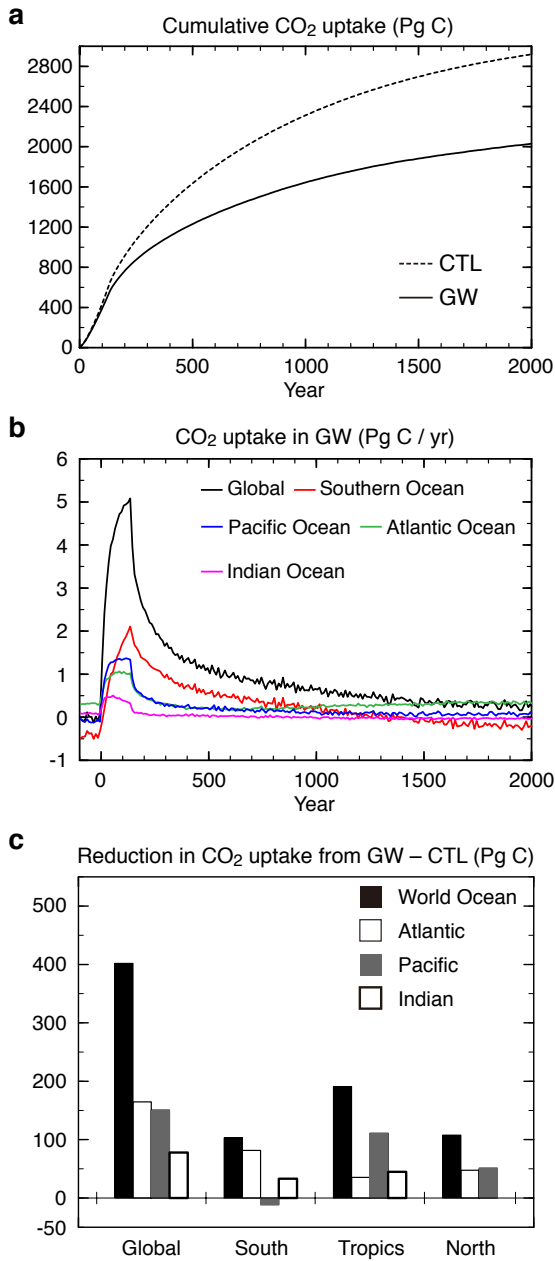 a
Cumulative CO₂ uptake (Pg C)
2800
2400
2000
1600
1200
800
400
0
CTL
GW
0 500 1000 1500 2000
Year
b
CO₂ uptake in GW (Pg C / yr)
6
5
4
3
2
1
0
-1
Global
Southern Ocean
Pacific Ocean
Atlantic Ocean
Indian Ocean
0 500 1000 1500 2000
Year
c
Reduction in CO₂ uptake from GW – CTL (Pg C)
500
400
300
200
100
0
-50
World Ocean
Atlantic
Pacific
Indian
Global South Tropics North